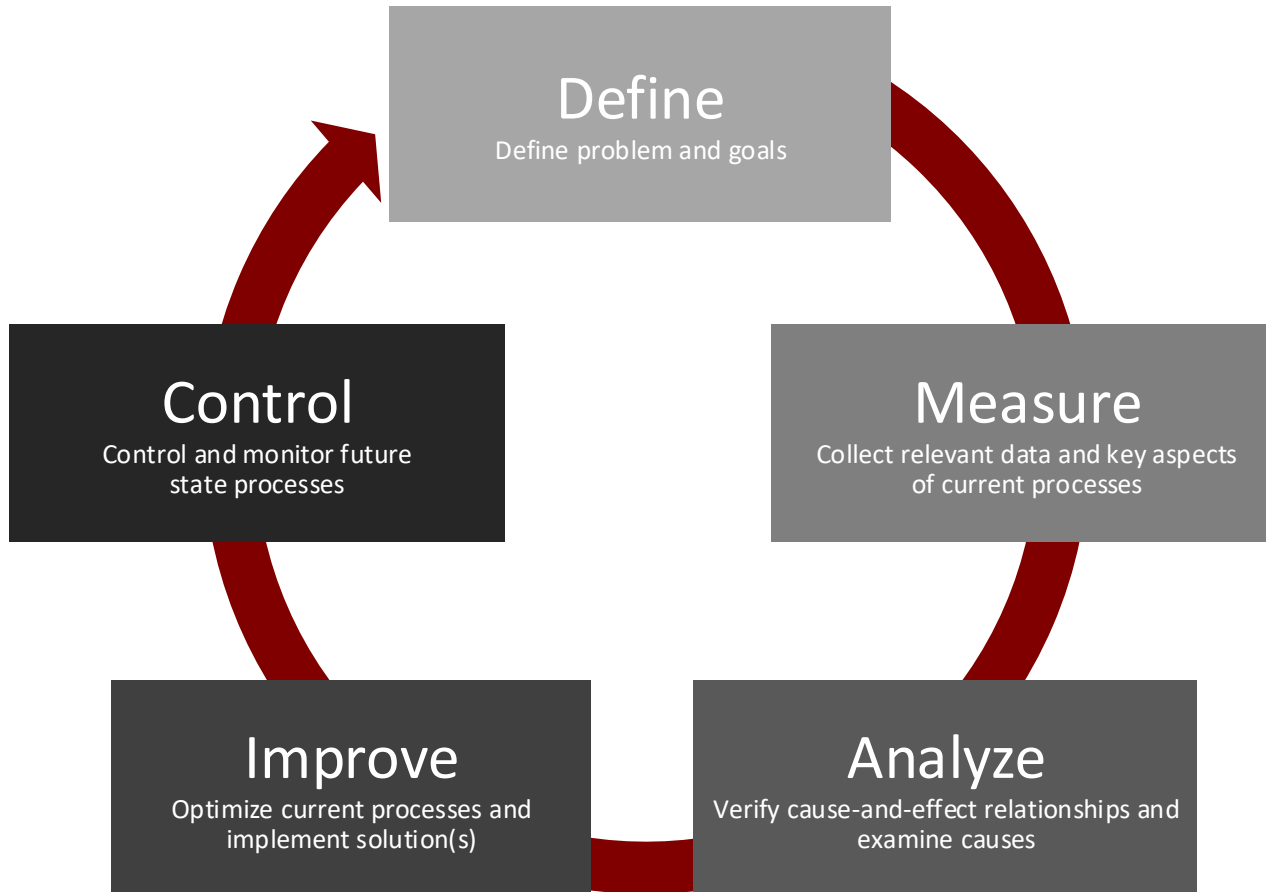 Define
Define problem and goals
Measure
Collect relevant data and key aspects
of current processes
Analyze
Verify cause-and-effect relationships and
examine causes
Improve
Optimize current processes and
implement solution(s)
Control
Control and monitor future
state processes